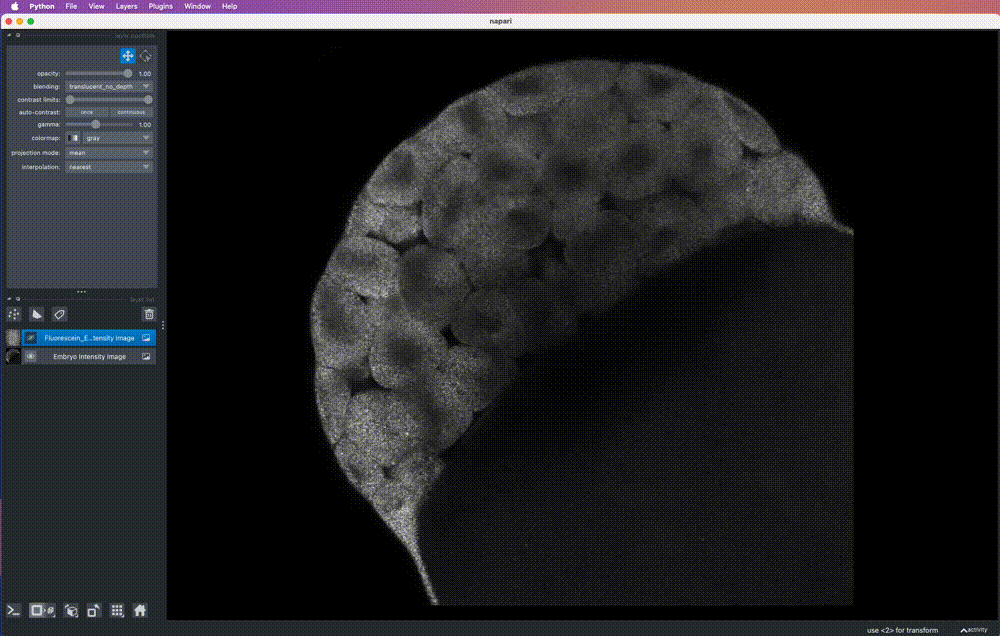 Python File Edit View Layers Plugins Window Help
napari
layer controls
opacity: 1.00
blending: translucent_no_depth
contrast limits:
auto-contrast: once continuous
gamma: 1.00
colormap: gray
projection mode: mean
interpolation: nearest
layer list
Fluorescein_E...tensity image
Embryo Intensity image
use <2> for transform
activity